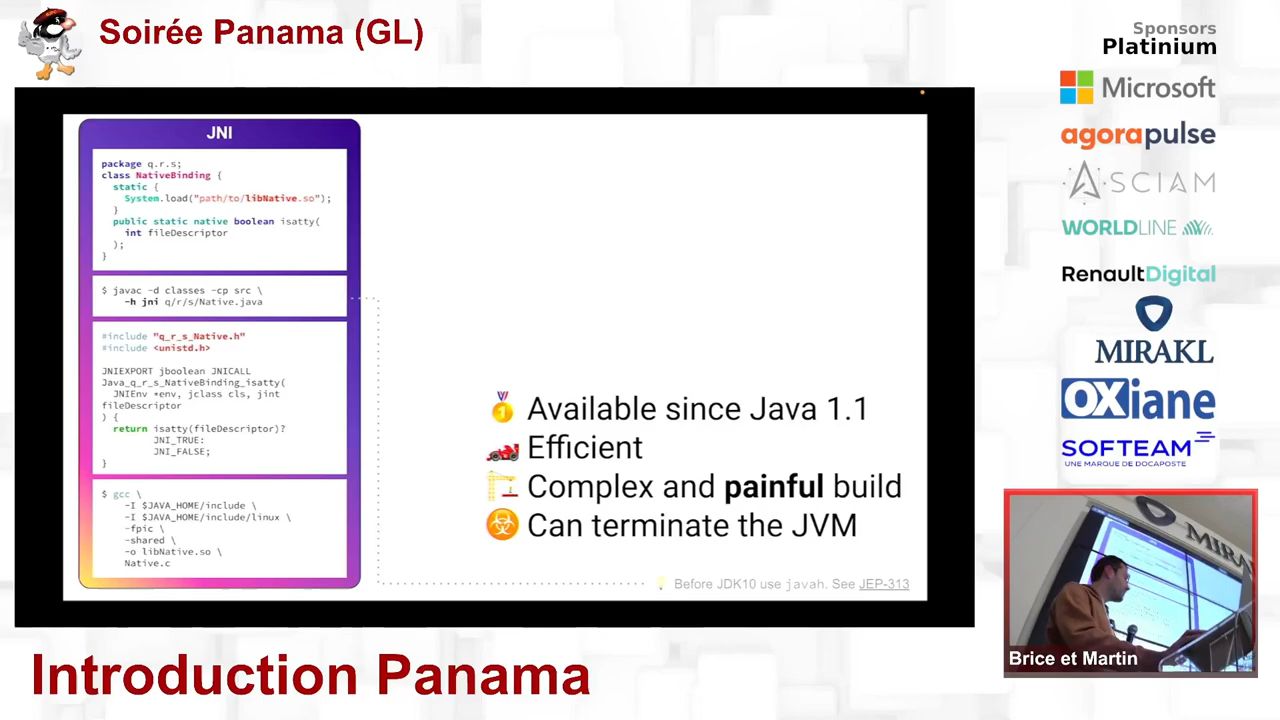 Soirée Panama (GL)
Sponsors
Platinium
Microsoft
agorapulse
ASCIAM
WORLDLINE
RenaultDigital
MIRAKL
OXiane
SOFTEAM
UNE MARQUE DE DOCAPOSTE
JNI
package q.r.s;
class NativeBinding {
static {
System.load("path/to/libNative.so");
}
public static native boolean isatty(
int fileDescriptor
);
}
$ javac -d classes -cp src \
-h jni q/r/s/Native.java
#include "q_r_s_Native.h"
#include <unistd.h>
JNIEXPORT jboolean JNICALL
Java_q_r_s_NativeBinding_isatty(
JNIEnv *env, jclass cls, jint
fileDescriptor
) {
return isatty(fileDescriptor)?
JNI_TRUE:
JNI_FALSE;
}
$ gcc \
-I $JAVA_HOME/include \
-I $JAVA_HOME/include/linux \
-fpic \
-shared \
-o libNative.so \
Native.c
Available since Java 1.1
Efficient
Complex and painful build
Can terminate the JVM
Before JDK10 use javah. See JEP-313
MIRA
Brice et Martin
Introduction Panama